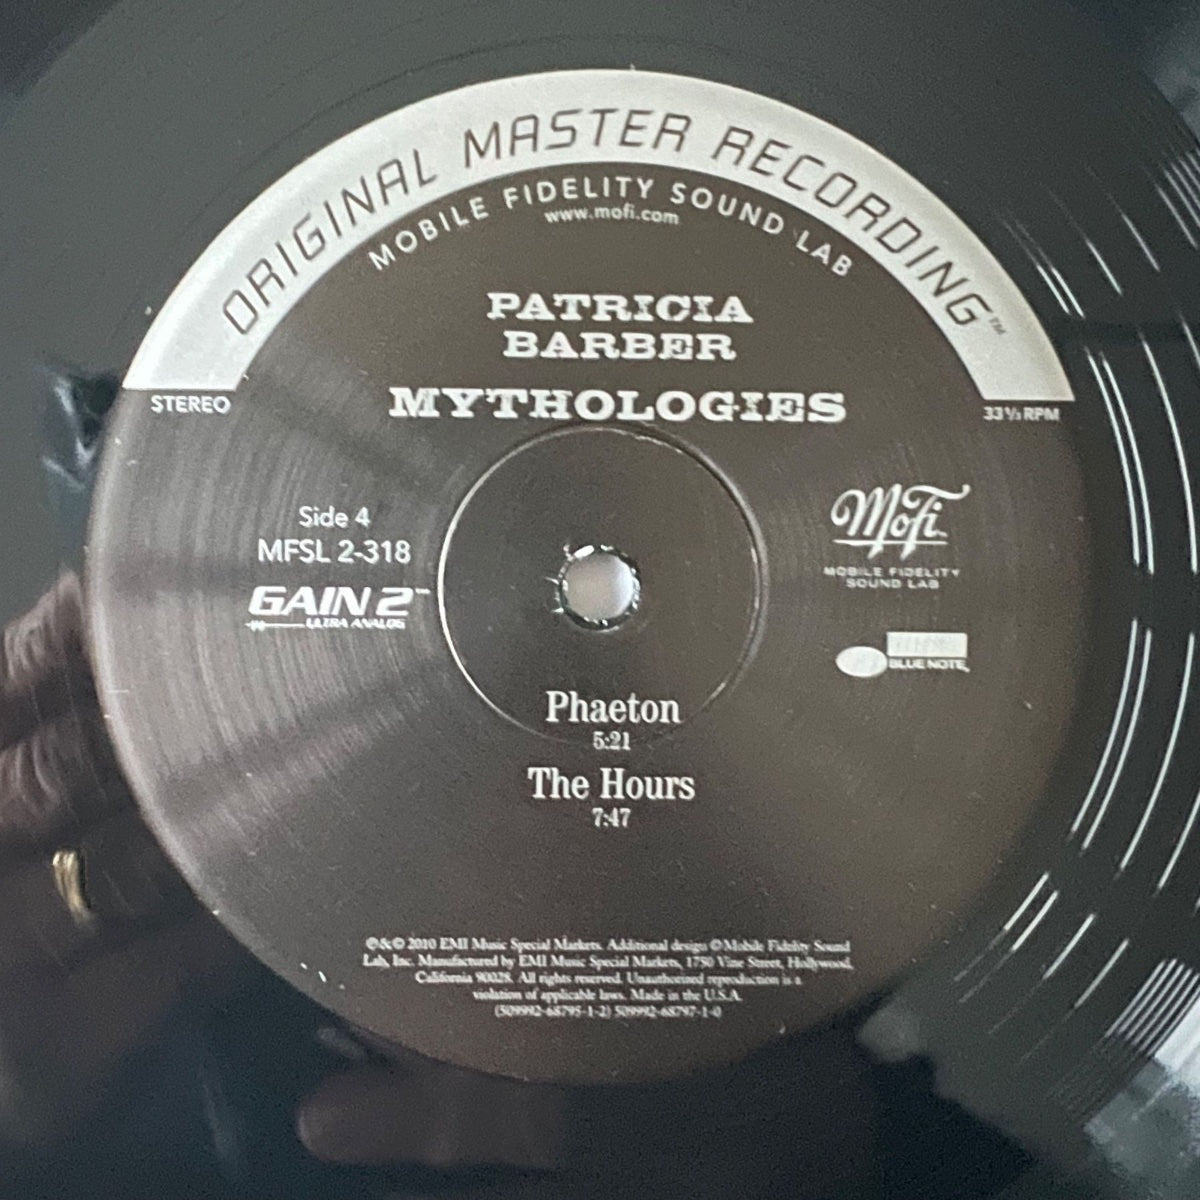 ORIGINAL MASTER RECORDING™
MOBILE FIDELITY SOUND LAB
www.mofi.com
PATRICIA
BARBER
MYTHOLOGIES
STEREO
33⅓ RPM
Side 4
MFSL 2-318
GAIN 2™
ULTRA ANALOG
MoFi
MOBILE FIDELITY
SOUND LAB
BLUE NOTE
Phaeton
5:21
The Hours
7:47
℗&© 2010 EMI Music Special Markets. Additional design © Mobile Fidelity Sound
Lab, Inc. Manufactured by EMI Music Special Markets, 1750 Vine Street, Hollywood,
California 90028. All rights reserved. Unauthorized reproduction is a
violation of applicable laws. Made in the U.S.A.
(509992-68795-1-2) 509992-68797-1-0